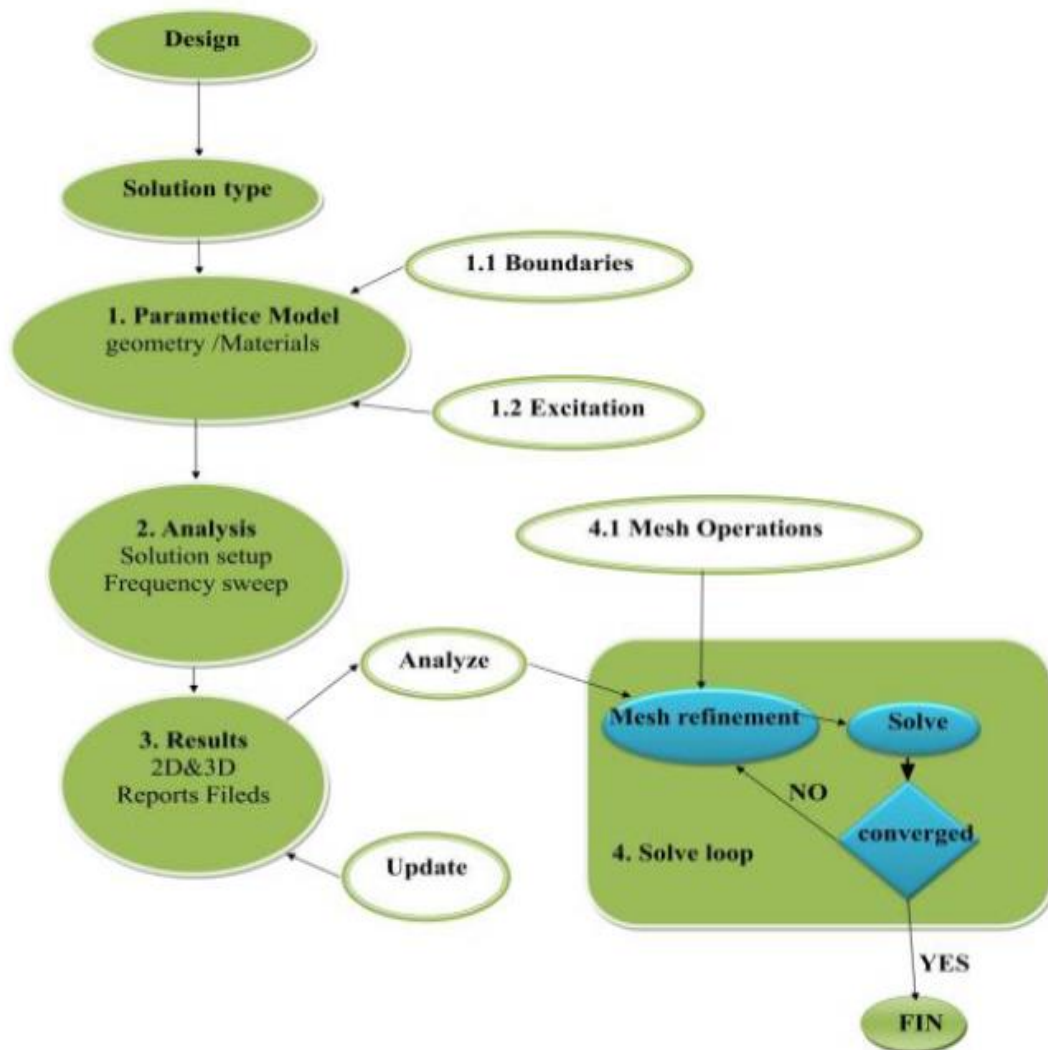 Design
Solution type
1.1 Boundaries
1. Parametice Model
geometry /Materials
1.2 Excitation
2. Analysis
Solution setup
Frequency sweep
4.1 Mesh Operations
Analyze
Mesh refinement
Solve
3. Results
2D&3D
Reports Fileds
NO
converged
4. Solve loop
Update
YES
FIN